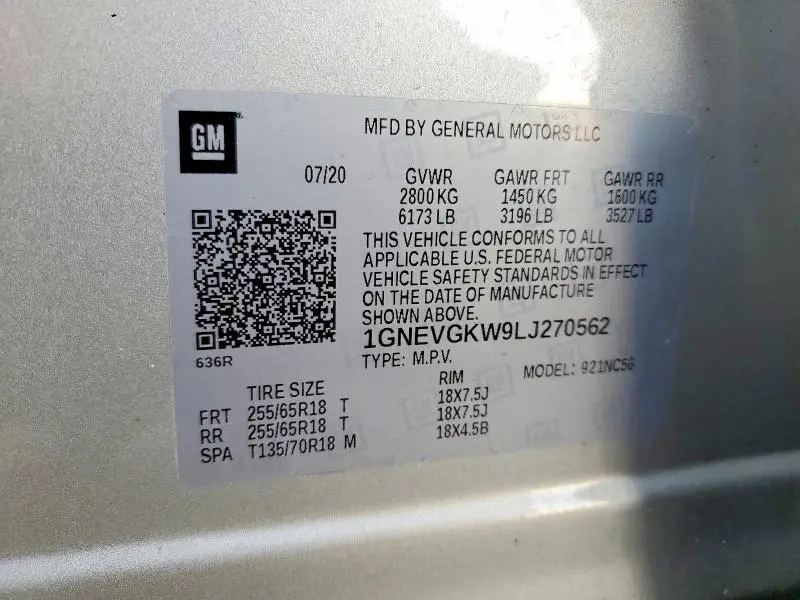 GM
MFD BY GENERAL MOTORS LLC
07/20 GVWR GAWR FRT GAWR RR
2800 KG 1450 KG 1600 KG
6173 LB 3196 LB 3527 LB
THIS VEHICLE CONFORMS TO ALL
APPLICABLE U.S. FEDERAL MOTOR
VEHICLE SAFETY STANDARDS IN EFFECT
ON THE DATE OF MANUFACTURE
SHOWN ABOVE.
1GNEVGKW9LJ270562
636R
TYPE: M.P.V. MODEL: 921NC56
TIRE SIZE RIM
FRT 255/65R18 T 18X7.5J
RR 255/65R18 T 18X7.5J
SPA T135/70R18 M 18X4.5B